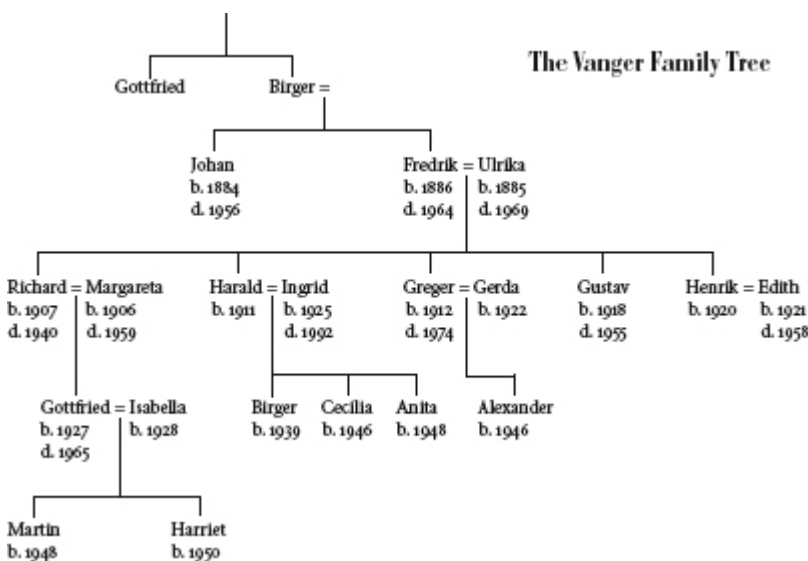 The Vanger Family Tree
Gottfried Birger =
Johan Fredrik = Ulrika
b. 1884 b. 1886 b. 1885
d. 1956 d. 1964 d. 1969
Richard = Margareta Harald = Ingrid Greger = Gerda Gustav Henrik = Edith
b. 1907 b. 1906 b. 1911 b. 1925 b. 1912 b. 1922 b. 1918 b. 1920 b. 1921
d. 1940 d. 1959 d. 1992 d. 1974 d. 1955 d. 1958
Gottfried = Isabella Birger Cecilia Anita Alexander
b. 1927 b. 1928 b. 1939 b. 1946 b. 1948 b. 1946
d. 1965
Martin Harriet
b. 1948 b. 1950